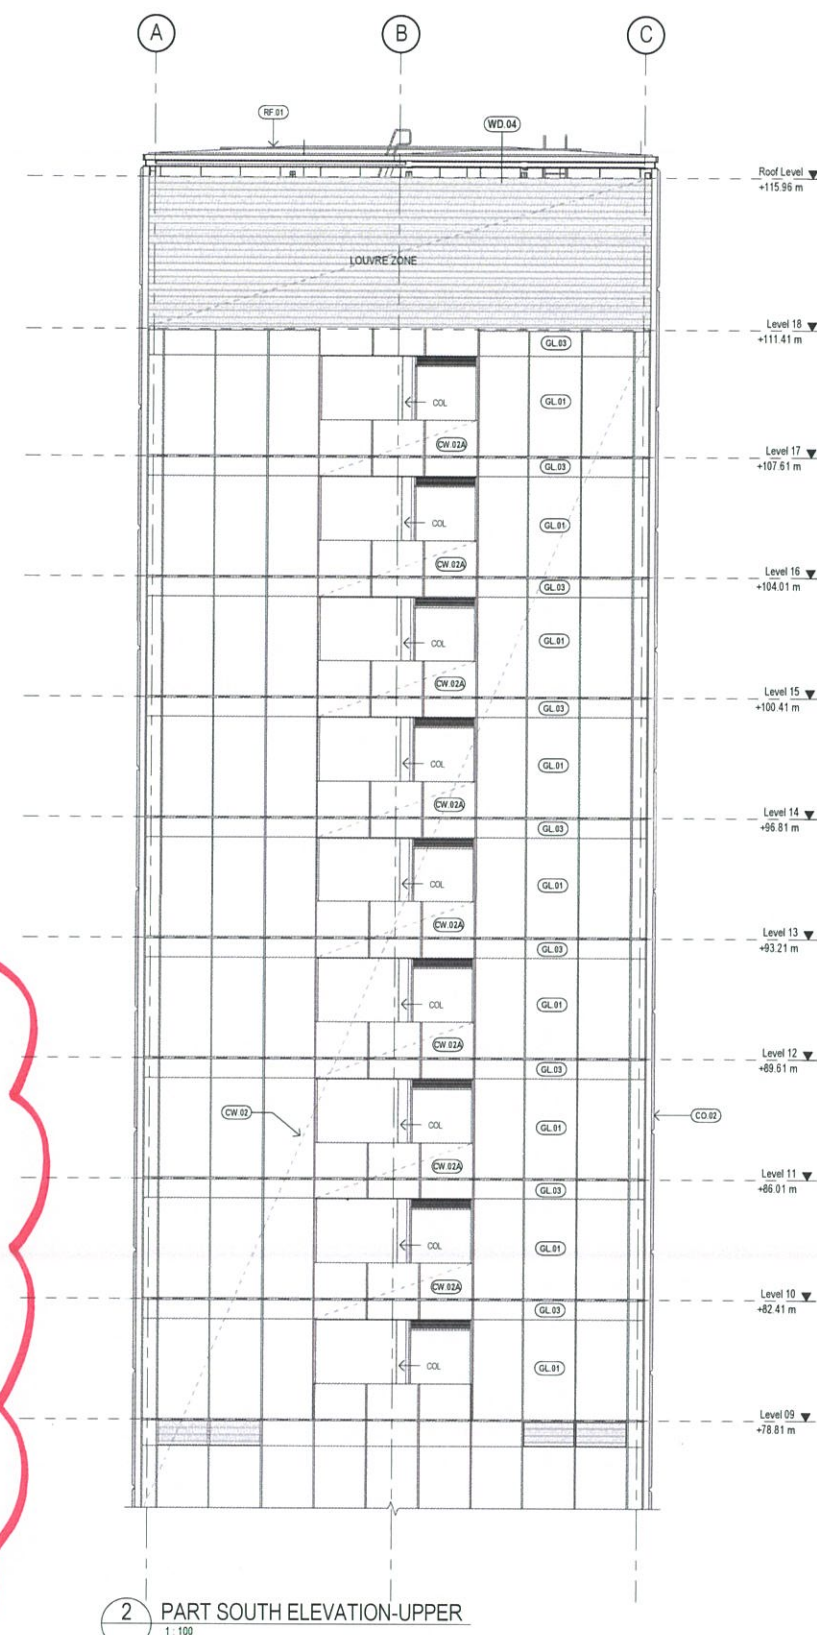 A B C
RF.01
WD.04
Roof Level
+115.96 m
LOUVRE ZONE
Level 18
+111.41 m
GL.03
COL
GL.01
CW.02A
Level 17
+107.61 m
GL.03
COL
GL.01
CW.02A
Level 16
+104.01 m
GL.03
COL
GL.01
CW.02A
Level 15
+100.41 m
GL.03
COL
GL.01
CW.02A
Level 14
+96.81 m
GL.03
COL
GL.01
CW.02A
Level 13
+93.21 m
GL.03
COL
GL.01
CW.02A
Level 12
+89.61 m
GL.03
CW.02
COL
GL.01
CO.02
CW.02A
Level 11
+86.01 m
GL.03
COL
GL.01
CW.02A
Level 10
+82.41 m
GL.03
COL
GL.01
Level 09
+78.81 m
2 PART SOUTH ELEVATION-UPPER
1 : 100